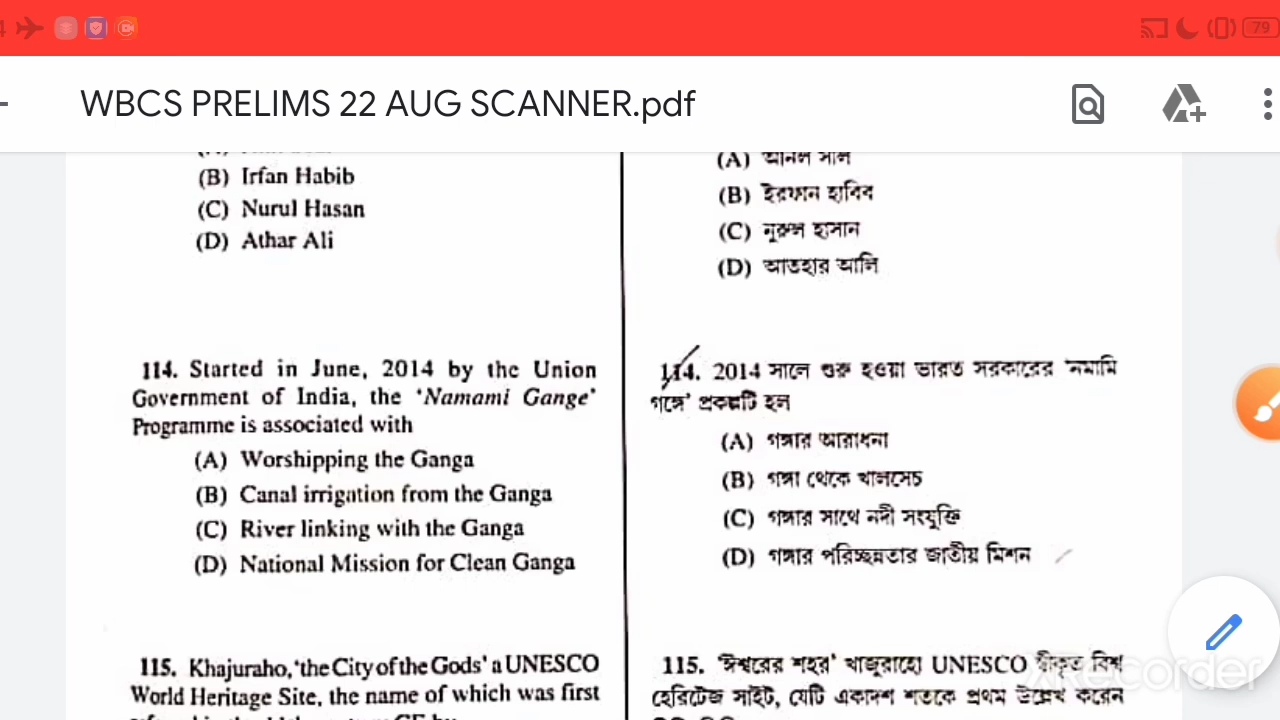 WBCS PRELIMS 22 AUG SCANNER.pdf
79
(B) Irfan Habib
(C) Nurul Hasan
(D) Athar Ali
114. Started in June, 2014 by the Union
Government of India, the ‘Namami Gange’
Programme is associated with
(A) Worshipping the Ganga
(B) Canal irrigation from the Ganga
(C) River linking with the Ganga
(D) National Mission for Clean Ganga
115. Khajuraho, ‘the City of the Gods’ a UNESCO
World Heritage Site, the name of which was first
(A) অনিল সীল
(B) ইরফান হাবিব
(C) নুরুল হাসান
(D) আতহার আলি
114. 2014 সালে শুরু হওয়া ভারত সরকারের ‘নমামি
গঙ্গে’ প্রকল্পটি হল
(A) গঙ্গার আরাধনা
(B) গঙ্গা থেকে খালসেচ
(C) গঙ্গার সাথে নদী সংযুক্তি
(D) গঙ্গার পরিচ্ছন্নতার জাতীয় মিশন
115. ‘ঈশ্বরের শহর’ খাজুরাহো UNESCO স্বীকৃত বিশ্ব
হেরিটেজ সাইট, যেটি একাদশ শতকে প্রথম উল্লেখ করেন
XRecorder